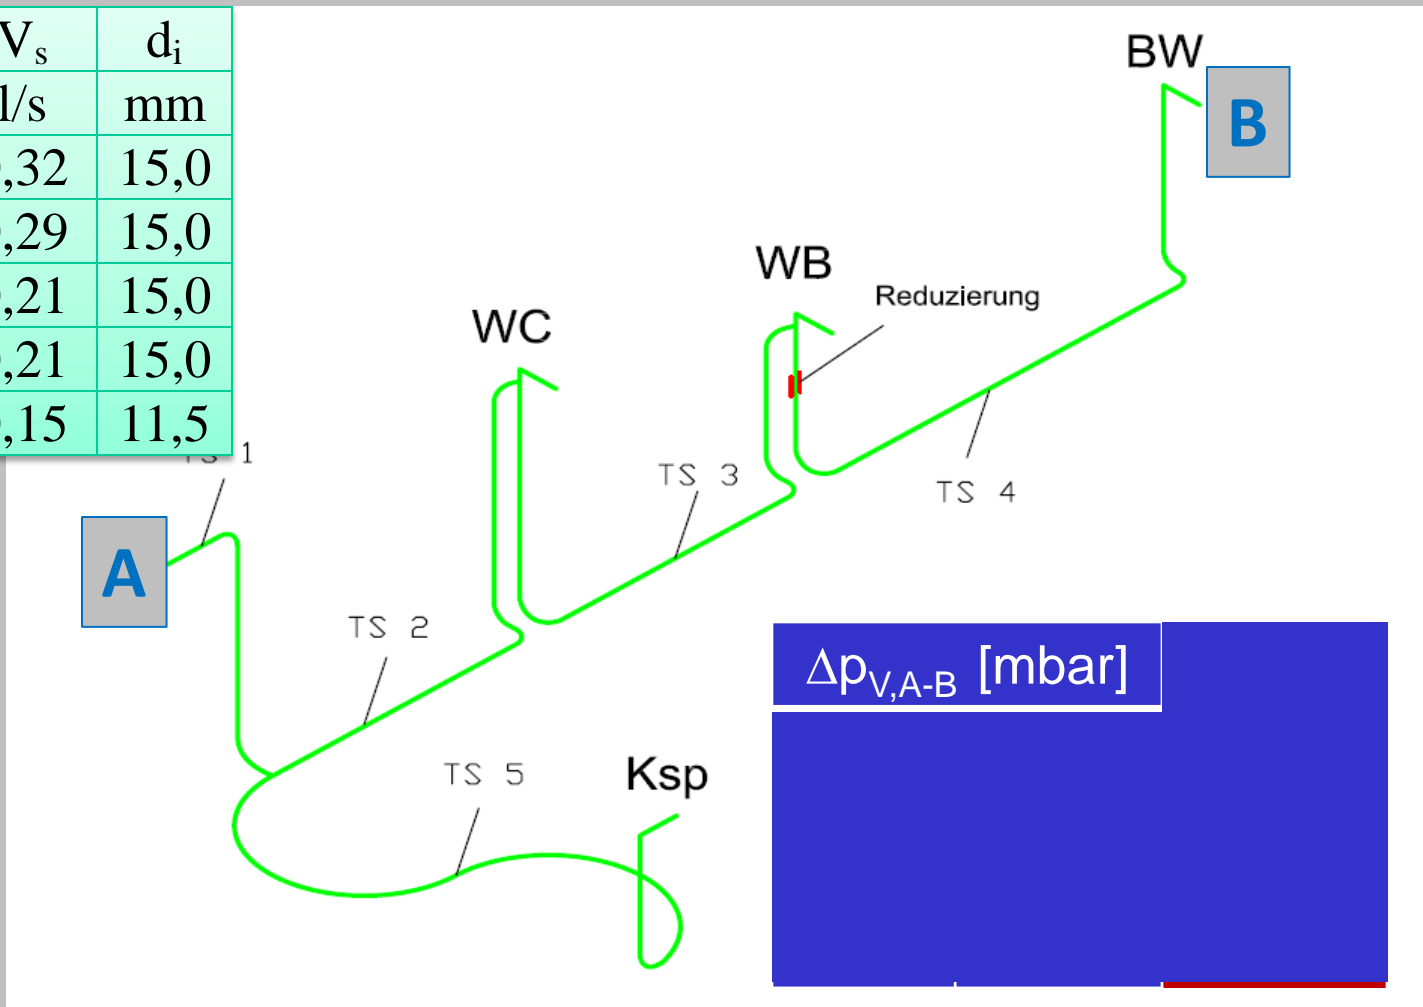 Vs di
l/s mm
,32 15,0
,29 15,0
,21 15,0
,21 15,0
,15 11,5
BW
B
WB
Reduzierung
WC
TS 1
TS 3
TS 4
A
TS 2
ΔpV,A-B [mbar]
TS 5
Ksp